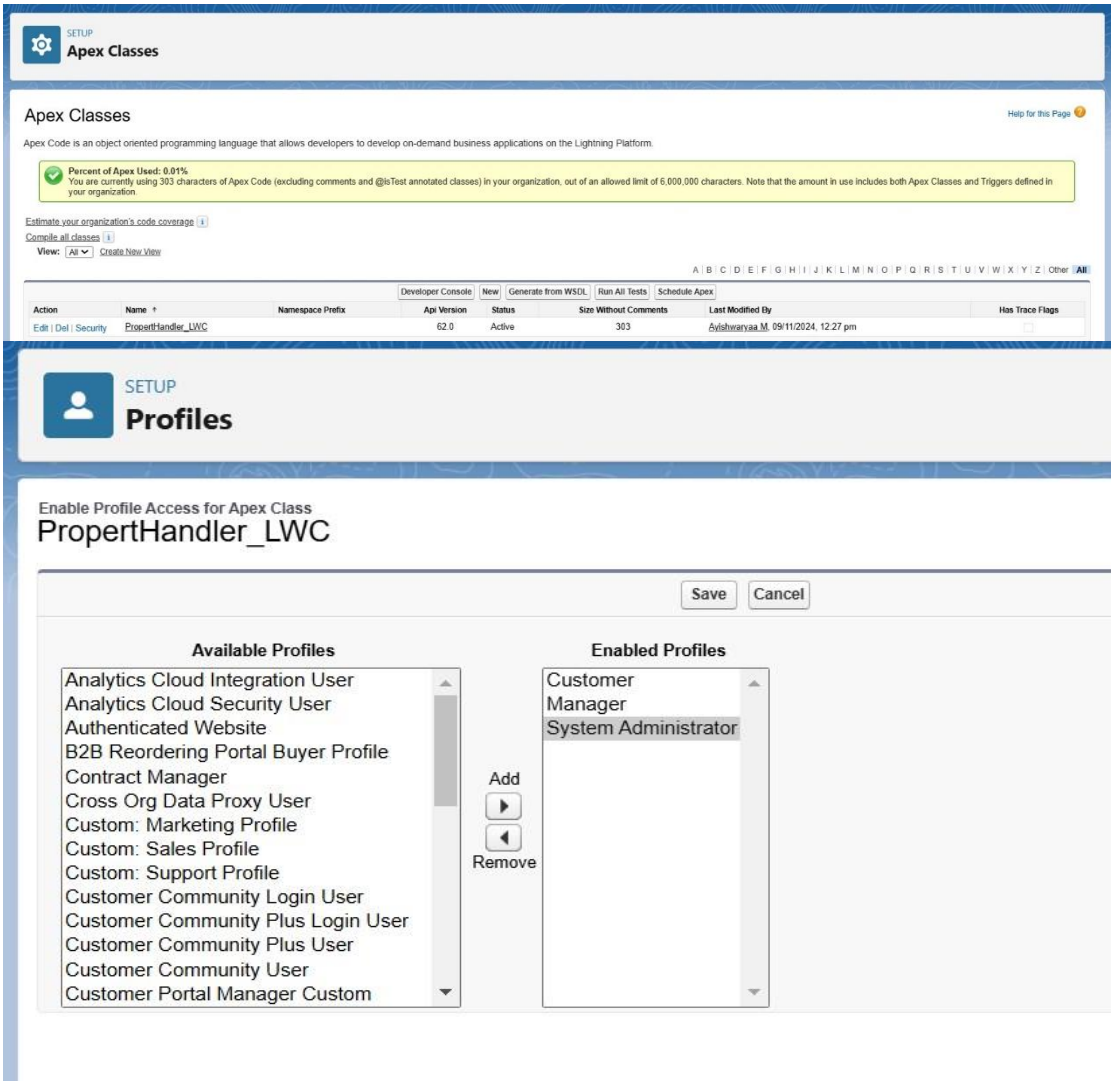 SETUP
Apex Classes
Apex Classes
Help for this Page
Apex Code is an object oriented programming language that allows developers to develop on-demand business applications on the Lightning Platform.
Percent of Apex Used: 0.01%
You are currently using 303 characters of Apex Code (excluding comments and @isTest annotated classes) in your organization, out of an allowed limit of 6,000,000 characters. Note that the amount in use includes both Apex Classes and Triggers defined in
your organization.
Estimate your organization's code coverage i
Compile all classes i
View: All Create New View
A | B | C | D | E | F | G | H | I | J | K | L | M | N | O | P | Q | R | S | T | U | V | W | X | Y | Z | Other All
Developer Console New Generate from WSDL Run All Tests Schedule Apex
Action Name ↑ Namespace Prefix Api Version Status Size Without Comments Last Modified By Has Trace Flags
Edit | Del | Security PropertHandler_LWC 62.0 Active 303 Ayishwaryaa M, 09/11/2024, 12:27 pm
SETUP
Profiles
Enable Profile Access for Apex Class
PropertHandler_LWC
Save Cancel
Available Profiles Enabled Profiles
Analytics Cloud Integration User
Analytics Cloud Security User
Authenticated Website
B2B Reordering Portal Buyer Profile
Contract Manager
Cross Org Data Proxy User
Custom: Marketing Profile
Custom: Sales Profile
Custom: Support Profile
Customer Community Login User
Customer Community Plus Login User
Customer Community Plus User
Customer Community User
Customer Portal Manager Custom
Add
Remove
Customer
Manager
System Administrator